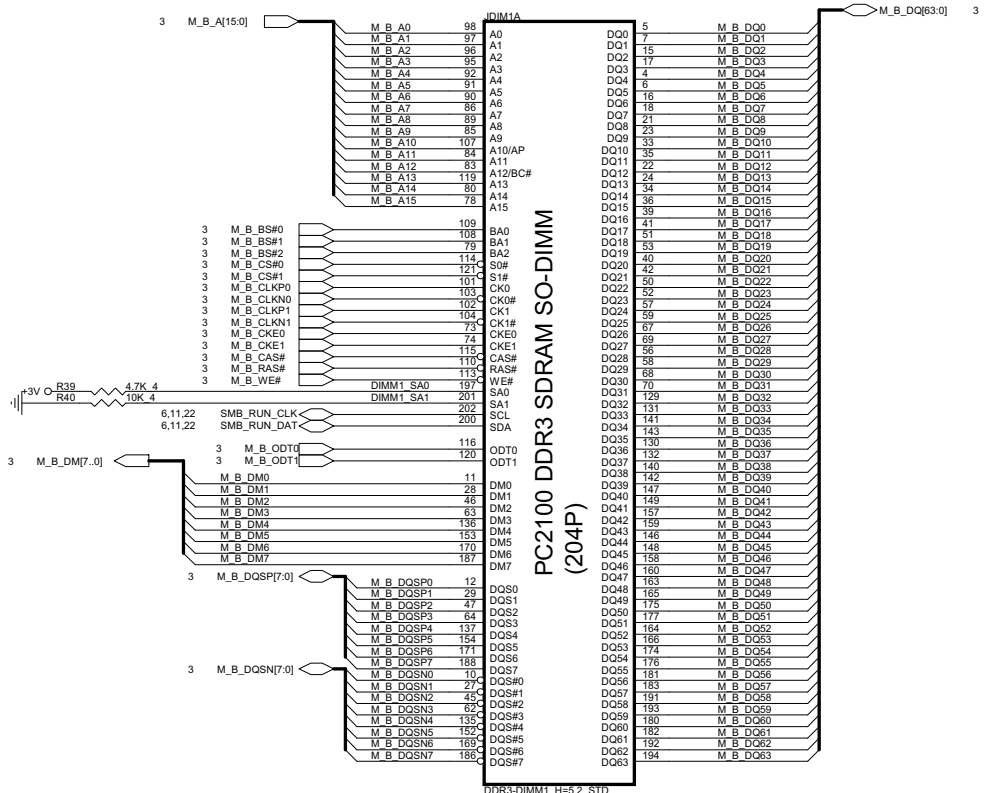 3 M_B_A[15:0]
JDIM1A
M_B_DQ[63:0] 3
M_B_A0 98 A0
M_B_A1 97 A1
M_B_A2 96 A2
M_B_A3 95 A3
M_B_A4 92 A4
M_B_A5 91 A5
M_B_A6 90 A6
M_B_A7 86 A7
M_B_A8 89 A8
M_B_A9 85 A9
M_B_A10 107 A10/AP
M_B_A11 84 A11
M_B_A12 83 A12/BC#
M_B_A13 119 A13
M_B_A14 80 A14
M_B_A15 78 A15
3 M_B_BS#0 109 BA0
3 M_B_BS#1 108 BA1
3 M_B_BS#2 79 BA2
3 M_B_CS#0 114 S0#
3 M_B_CS#1 121 S1#
3 M_B_CLKP0 101 CK0
3 M_B_CLKN0 103 CK0#
3 M_B_CLKP1 102 CK1
3 M_B_CLKN1 104 CK1#
3 M_B_CKE0 73 CKE0
3 M_B_CKE1 74 CKE1
3 M_B_CAS# 115 CAS#
3 M_B_RAS# 110 RAS#
3 M_B_WE# 113 WE#
+3V R39 4.7K_4 DIMM1_SA0 197 SA0
R40 10K_4 DIMM1_SA1 201 SA1
6,11,22 SMB_RUN_CLK 202 SCL
6,11,22 SMB_RUN_DAT 200 SDA
3 M_B_ODT0 116 ODT0
3 M_B_ODT1 120 ODT1
3 M_B_DM[7..0]
M_B_DM0 11 DM0
M_B_DM1 28 DM1
M_B_DM2 46 DM2
M_B_DM3 63 DM3
M_B_DM4 136 DM4
M_B_DM5 153 DM5
M_B_DM6 170 DM6
M_B_DM7 187 DM7
3 M_B_DQSP[7:0]
M_B_DQSP0 12 DQS0
M_B_DQSP1 29 DQS1
M_B_DQSP2 47 DQS2
M_B_DQSP3 64 DQS3
M_B_DQSP4 137 DQS4
M_B_DQSP5 154 DQS5
M_B_DQSP6 171 DQS6
M_B_DQSP7 188 DQS7
3 M_B_DQSN[7:0]
M_B_DQSN0 10 DQS#0
M_B_DQSN1 27 DQS#1
M_B_DQSN2 45 DQS#2
M_B_DQSN3 62 DQS#3
M_B_DQSN4 135 DQS#4
M_B_DQSN5 152 DQS#5
M_B_DQSN6 169 DQS#6
M_B_DQSN7 186 DQS#7
PC2100 DDR3 SDRAM SO-DIMM
(204P)
DQ0 5 M_B_DQ0
DQ1 7 M_B_DQ1
DQ2 15 M_B_DQ2
DQ3 17 M_B_DQ3
DQ4 4 M_B_DQ4
DQ5 6 M_B_DQ5
DQ6 16 M_B_DQ6
DQ7 18 M_B_DQ7
DQ8 21 M_B_DQ8
DQ9 23 M_B_DQ9
DQ10 33 M_B_DQ10
DQ11 35 M_B_DQ11
DQ12 22 M_B_DQ12
DQ13 24 M_B_DQ13
DQ14 34 M_B_DQ14
DQ15 36 M_B_DQ15
DQ16 39 M_B_DQ16
DQ17 41 M_B_DQ17
DQ18 51 M_B_DQ18
DQ19 53 M_B_DQ19
DQ20 40 M_B_DQ20
DQ21 42 M_B_DQ21
DQ22 50 M_B_DQ22
DQ23 52 M_B_DQ23
DQ24 57 M_B_DQ24
DQ25 59 M_B_DQ25
DQ26 67 M_B_DQ26
DQ27 69 M_B_DQ27
DQ28 56 M_B_DQ28
DQ29 58 M_B_DQ29
DQ30 68 M_B_DQ30
DQ31 70 M_B_DQ31
DQ32 129 M_B_DQ32
DQ33 131 M_B_DQ33
DQ34 141 M_B_DQ34
DQ35 143 M_B_DQ35
DQ36 130 M_B_DQ36
DQ37 132 M_B_DQ37
DQ38 140 M_B_DQ38
DQ39 142 M_B_DQ39
DQ40 147 M_B_DQ40
DQ41 149 M_B_DQ41
DQ42 157 M_B_DQ42
DQ43 159 M_B_DQ43
DQ44 146 M_B_DQ44
DQ45 148 M_B_DQ45
DQ46 158 M_B_DQ46
DQ47 160 M_B_DQ47
DQ48 163 M_B_DQ48
DQ49 165 M_B_DQ49
DQ50 175 M_B_DQ50
DQ51 177 M_B_DQ51
DQ52 164 M_B_DQ52
DQ53 166 M_B_DQ53
DQ54 174 M_B_DQ54
DQ55 176 M_B_DQ55
DQ56 181 M_B_DQ56
DQ57 183 M_B_DQ57
DQ58 191 M_B_DQ58
DQ59 193 M_B_DQ59
DQ60 180 M_B_DQ60
DQ61 182 M_B_DQ61
DQ62 192 M_B_DQ62
DQ63 194 M_B_DQ63
DDR3-DIMM1_H=5.2_STD